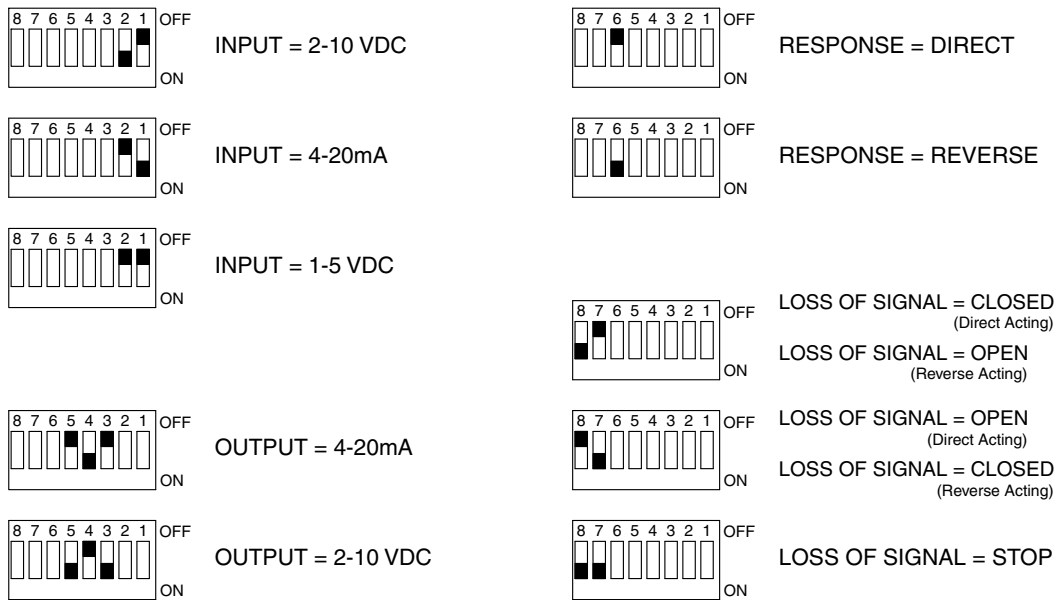 8 7 6 5 4 3 2 1 OFF
INPUT = 2-10 VDC
ON
8 7 6 5 4 3 2 1 OFF
INPUT = 4-20mA
ON
8 7 6 5 4 3 2 1 OFF
INPUT = 1-5 VDC
ON
8 7 6 5 4 3 2 1 OFF
OUTPUT = 4-20mA
ON
8 7 6 5 4 3 2 1 OFF
OUTPUT = 2-10 VDC
ON
8 7 6 5 4 3 2 1 OFF
RESPONSE = DIRECT
ON
8 7 6 5 4 3 2 1 OFF
RESPONSE = REVERSE
ON
8 7 6 5 4 3 2 1 OFF
LOSS OF SIGNAL = CLOSED
(Direct Acting)
LOSS OF SIGNAL = OPEN
(Reverse Acting)
ON
8 7 6 5 4 3 2 1 OFF
LOSS OF SIGNAL = OPEN
(Direct Acting)
LOSS OF SIGNAL = CLOSED
(Reverse Acting)
ON
8 7 6 5 4 3 2 1 OFF
LOSS OF SIGNAL = STOP
ON